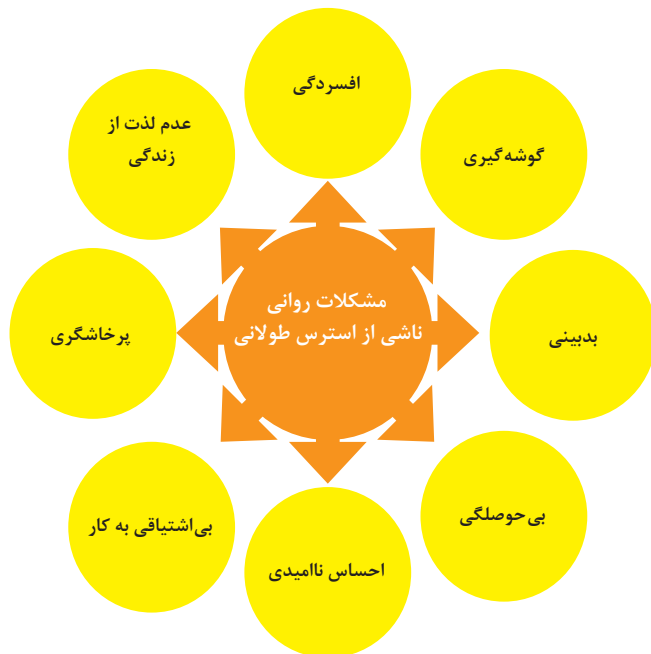 افسردگی
گوشه‌گیری
عدم لذت از
زندگی
مشکلات روانی
ناشی از استرس طولانی
بدبینی
پرخاشگری
بی‌حوصلگی
بی‌اشتیاقی به کار
احساس ناامیدی